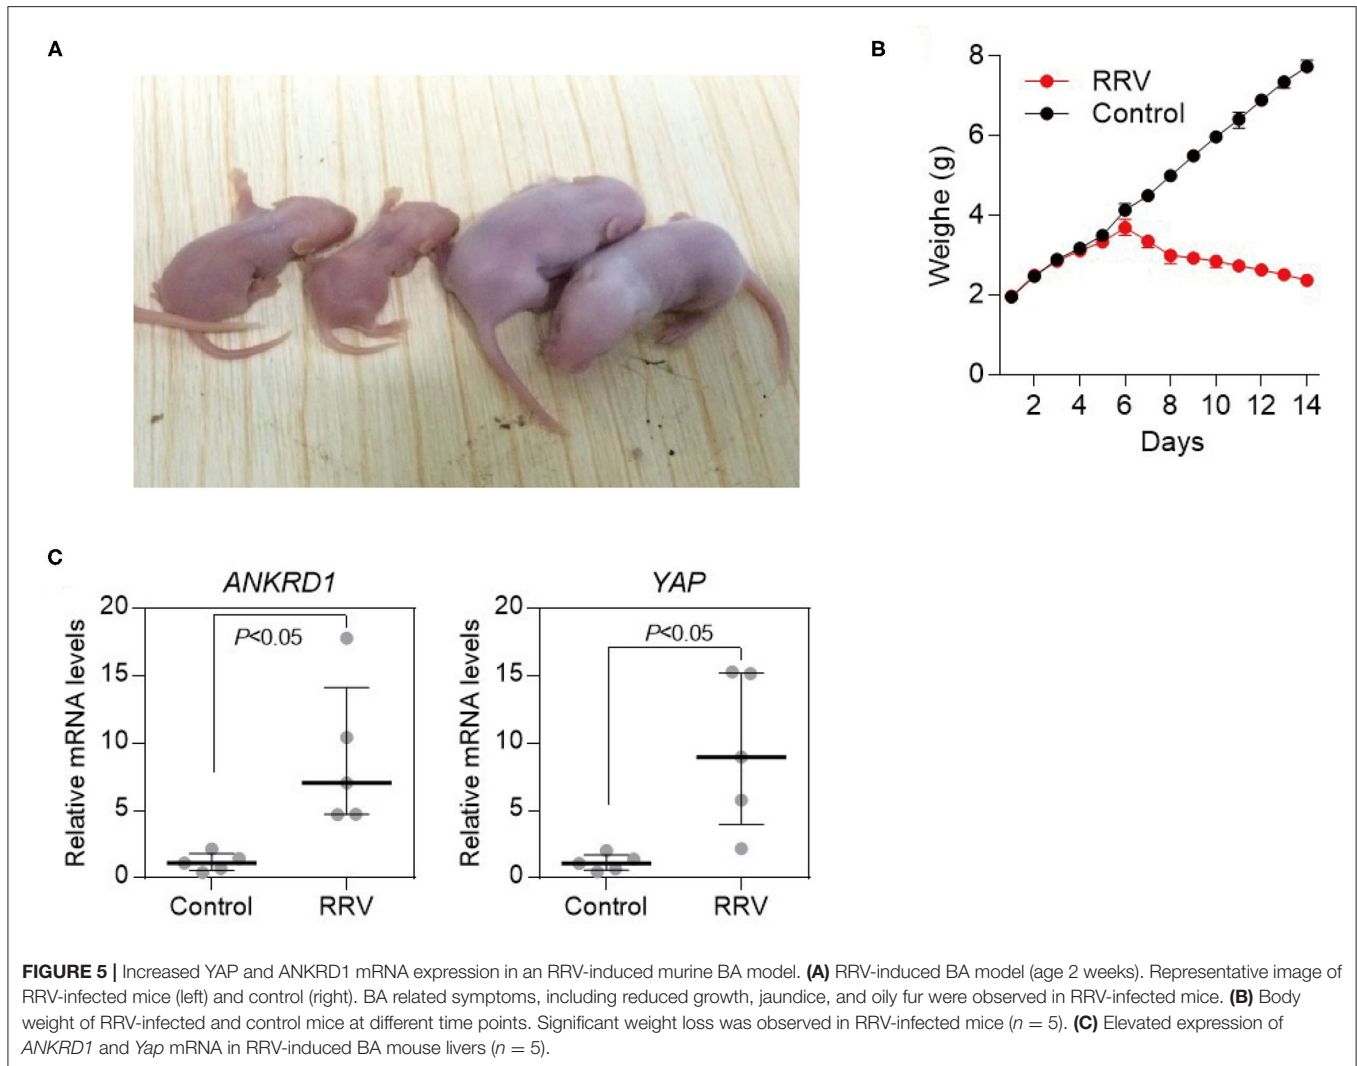 A
B
8
6
4
2
0
Weighe (g)
RRV
Control
2 4 6 8 10 12 14
Days
C
ANKRD1
20
15
10
5
0
Relative mRNA levels
P<0.05
Control RRV
YAP
20
15
10
5
0
Relative mRNA levels
P<0.05
Control RRV
FIGURE 5 | Increased YAP and ANKRD1 mRNA expression in an RRV-induced murine BA model. (A) RRV-induced BA model (age 2 weeks). Representative image of
RRV-infected mice (left) and control (right). BA related symptoms, including reduced growth, jaundice, and oily fur were observed in RRV-infected mice. (B) Body
weight of RRV-infected and control mice at different time points. Significant weight loss was observed in RRV-infected mice (n = 5). (C) Elevated expression of
ANKRD1 and Yap mRNA in RRV-induced BA mouse livers (n = 5).